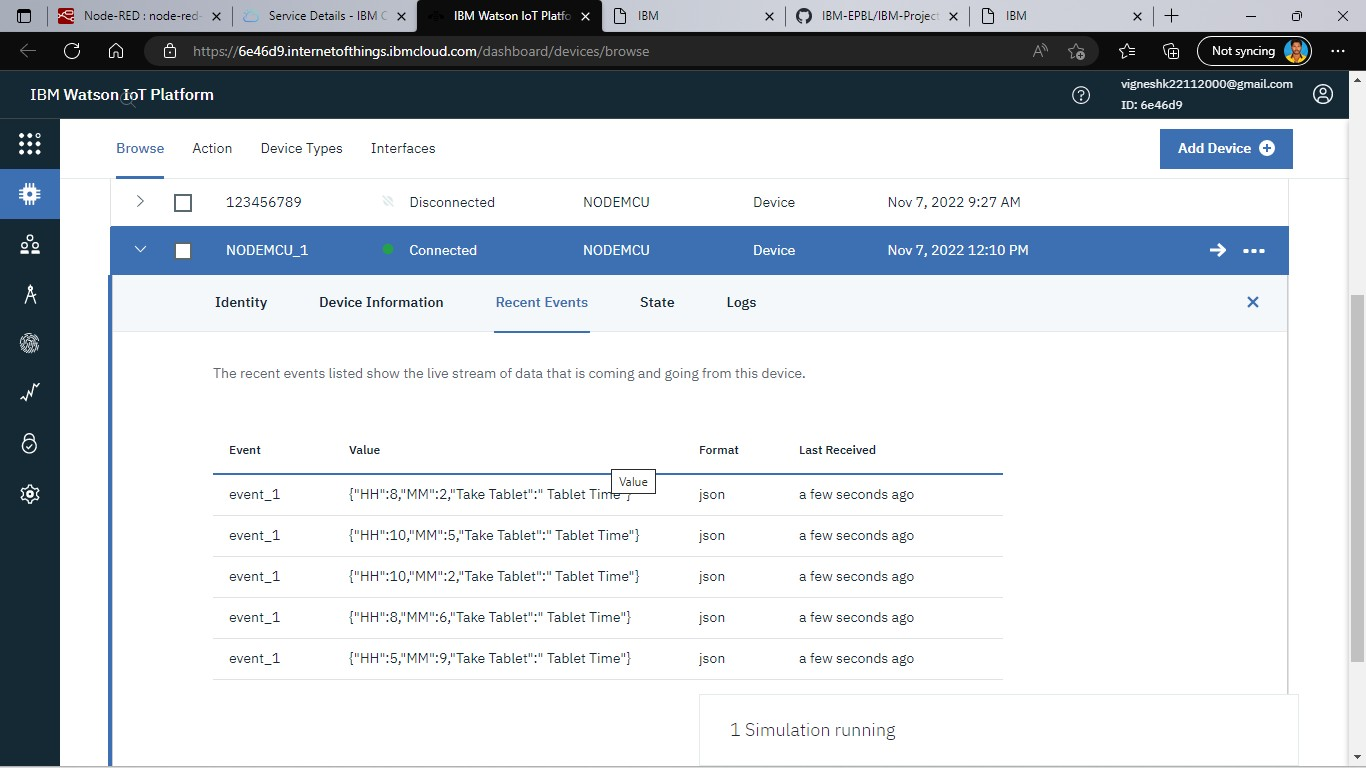 Node-RED : node-red-
Service Details - IBM C
IBM Watson IoT Platfo
IBM
IBM-EPBL/IBM-Project
IBM
https://6e46d9.internetofthings.ibmcloud.com/dashboard/devices/browse
Not syncing
IBM Watson IoT Platform
vigneshk22112000@gmail.com
ID: 6e46d9
Browse Action Device Types Interfaces
Add Device
123456789 Disconnected NODEMCU Device Nov 7, 2022 9:27 AM
NODEMCU_1 Connected NODEMCU Device Nov 7, 2022 12:10 PM
Identity Device Information Recent Events State Logs
The recent events listed show the live stream of data that is coming and going from this device.
Event Value Format Last Received
Value
event_1 {"HH":8,"MM":2,"Take Tablet":" Tablet Time"} json a few seconds ago
event_1 {"HH":10,"MM":5,"Take Tablet":" Tablet Time"} json a few seconds ago
event_1 {"HH":10,"MM":2,"Take Tablet":" Tablet Time"} json a few seconds ago
event_1 {"HH":8,"MM":6,"Take Tablet":" Tablet Time"} json a few seconds ago
event_1 {"HH":5,"MM":9,"Take Tablet":" Tablet Time"} json a few seconds ago
1 Simulation running